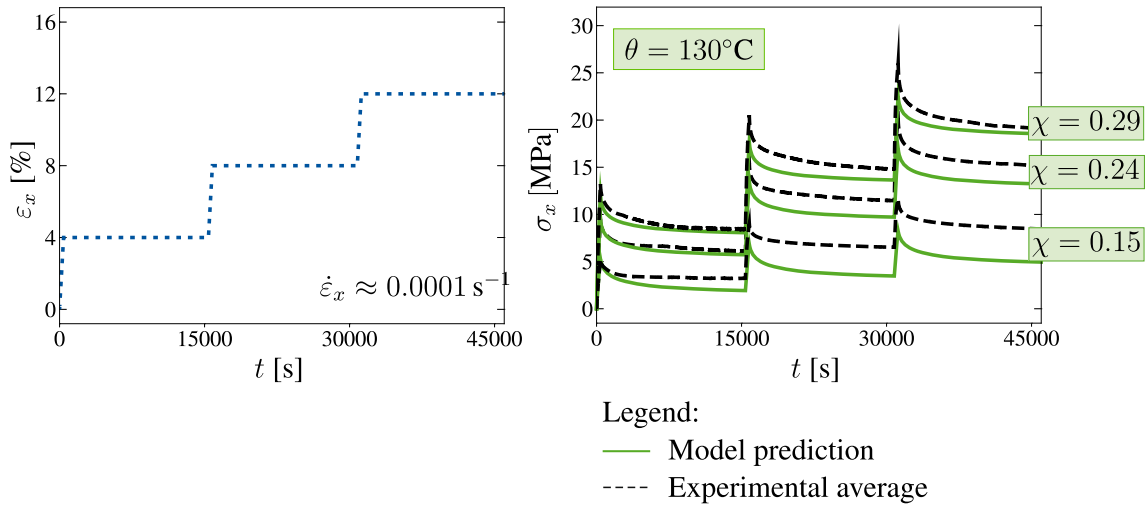 16
12
8
4
0
ε_x [%]
ε̇_x ≈ 0.0001 s⁻¹
0 15000 30000 45000
t [s]
30
25
20
15
10
5
0
σ_x [MPa]
θ = 130°C
χ = 0.29
χ = 0.24
χ = 0.15
0 15000 30000 45000
t [s]
Legend:
Model prediction
Experimental average